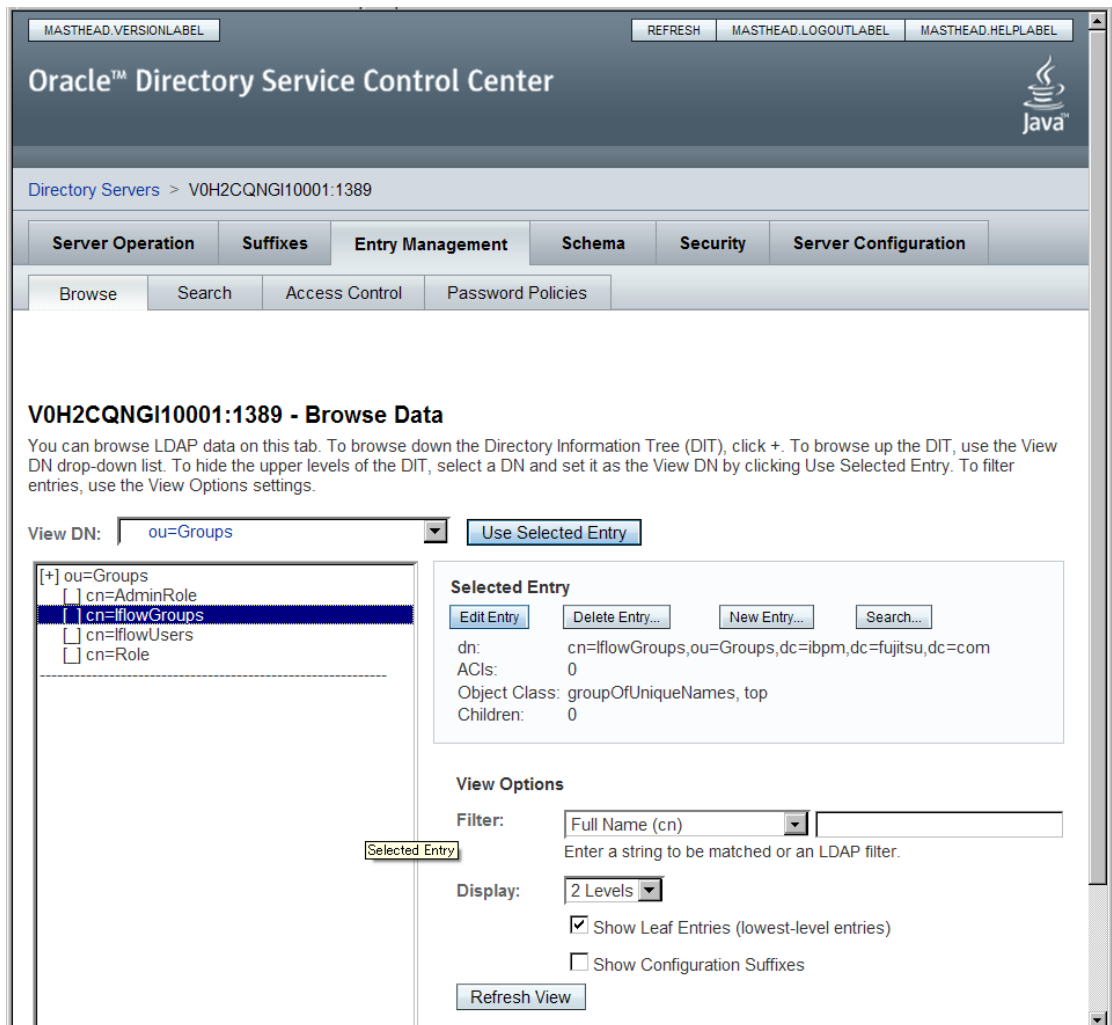 MASTHEAD.VERSIONLABEL REFRESH MASTHEAD.LOGOUTLABEL MASTHEAD.HELPLABEL
Oracle™ Directory Service Control Center
Java™
Directory Servers > V0H2CQNGI10001:1389
Server Operation Suffixes Entry Management Schema Security Server Configuration
Browse Search Access Control Password Policies
V0H2CQNGI10001:1389 - Browse Data
You can browse LDAP data on this tab. To browse down the Directory Information Tree (DIT), click +. To browse up the DIT, use the View
DN drop-down list. To hide the upper levels of the DIT, select a DN and set it as the View DN by clicking Use Selected Entry. To filter
entries, use the View Options settings.
View DN: ou=Groups Use Selected Entry
[+] ou=Groups
[ ] cn=AdminRole
[ ] cn=IflowGroups
[ ] cn=IflowUsers
[ ] cn=Role
----------------------------------------------------------------
Selected Entry
Edit Entry Delete Entry... New Entry... Search...
dn: cn=IflowGroups,ou=Groups,dc=ibpm,dc=fujitsu,dc=com
ACIs: 0
Object Class: groupOfUniqueNames, top
Children: 0
View Options
Filter: Full Name (cn)
Selected Entry
Enter a string to be matched or an LDAP filter.
Display: 2 Levels
Show Leaf Entries (lowest-level entries)
Show Configuration Suffixes
Refresh View